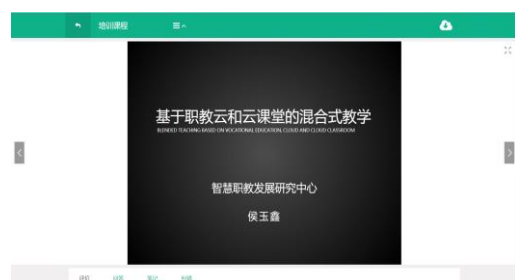 培训课程
基于职教云和云课堂的混合式教学
BLENDED TEACHING BASED ON VOCATIONAL EDUCATION, CLOUD AND CLOUD CLASSROOM
智慧职教发展研究中心
侯玉鑫